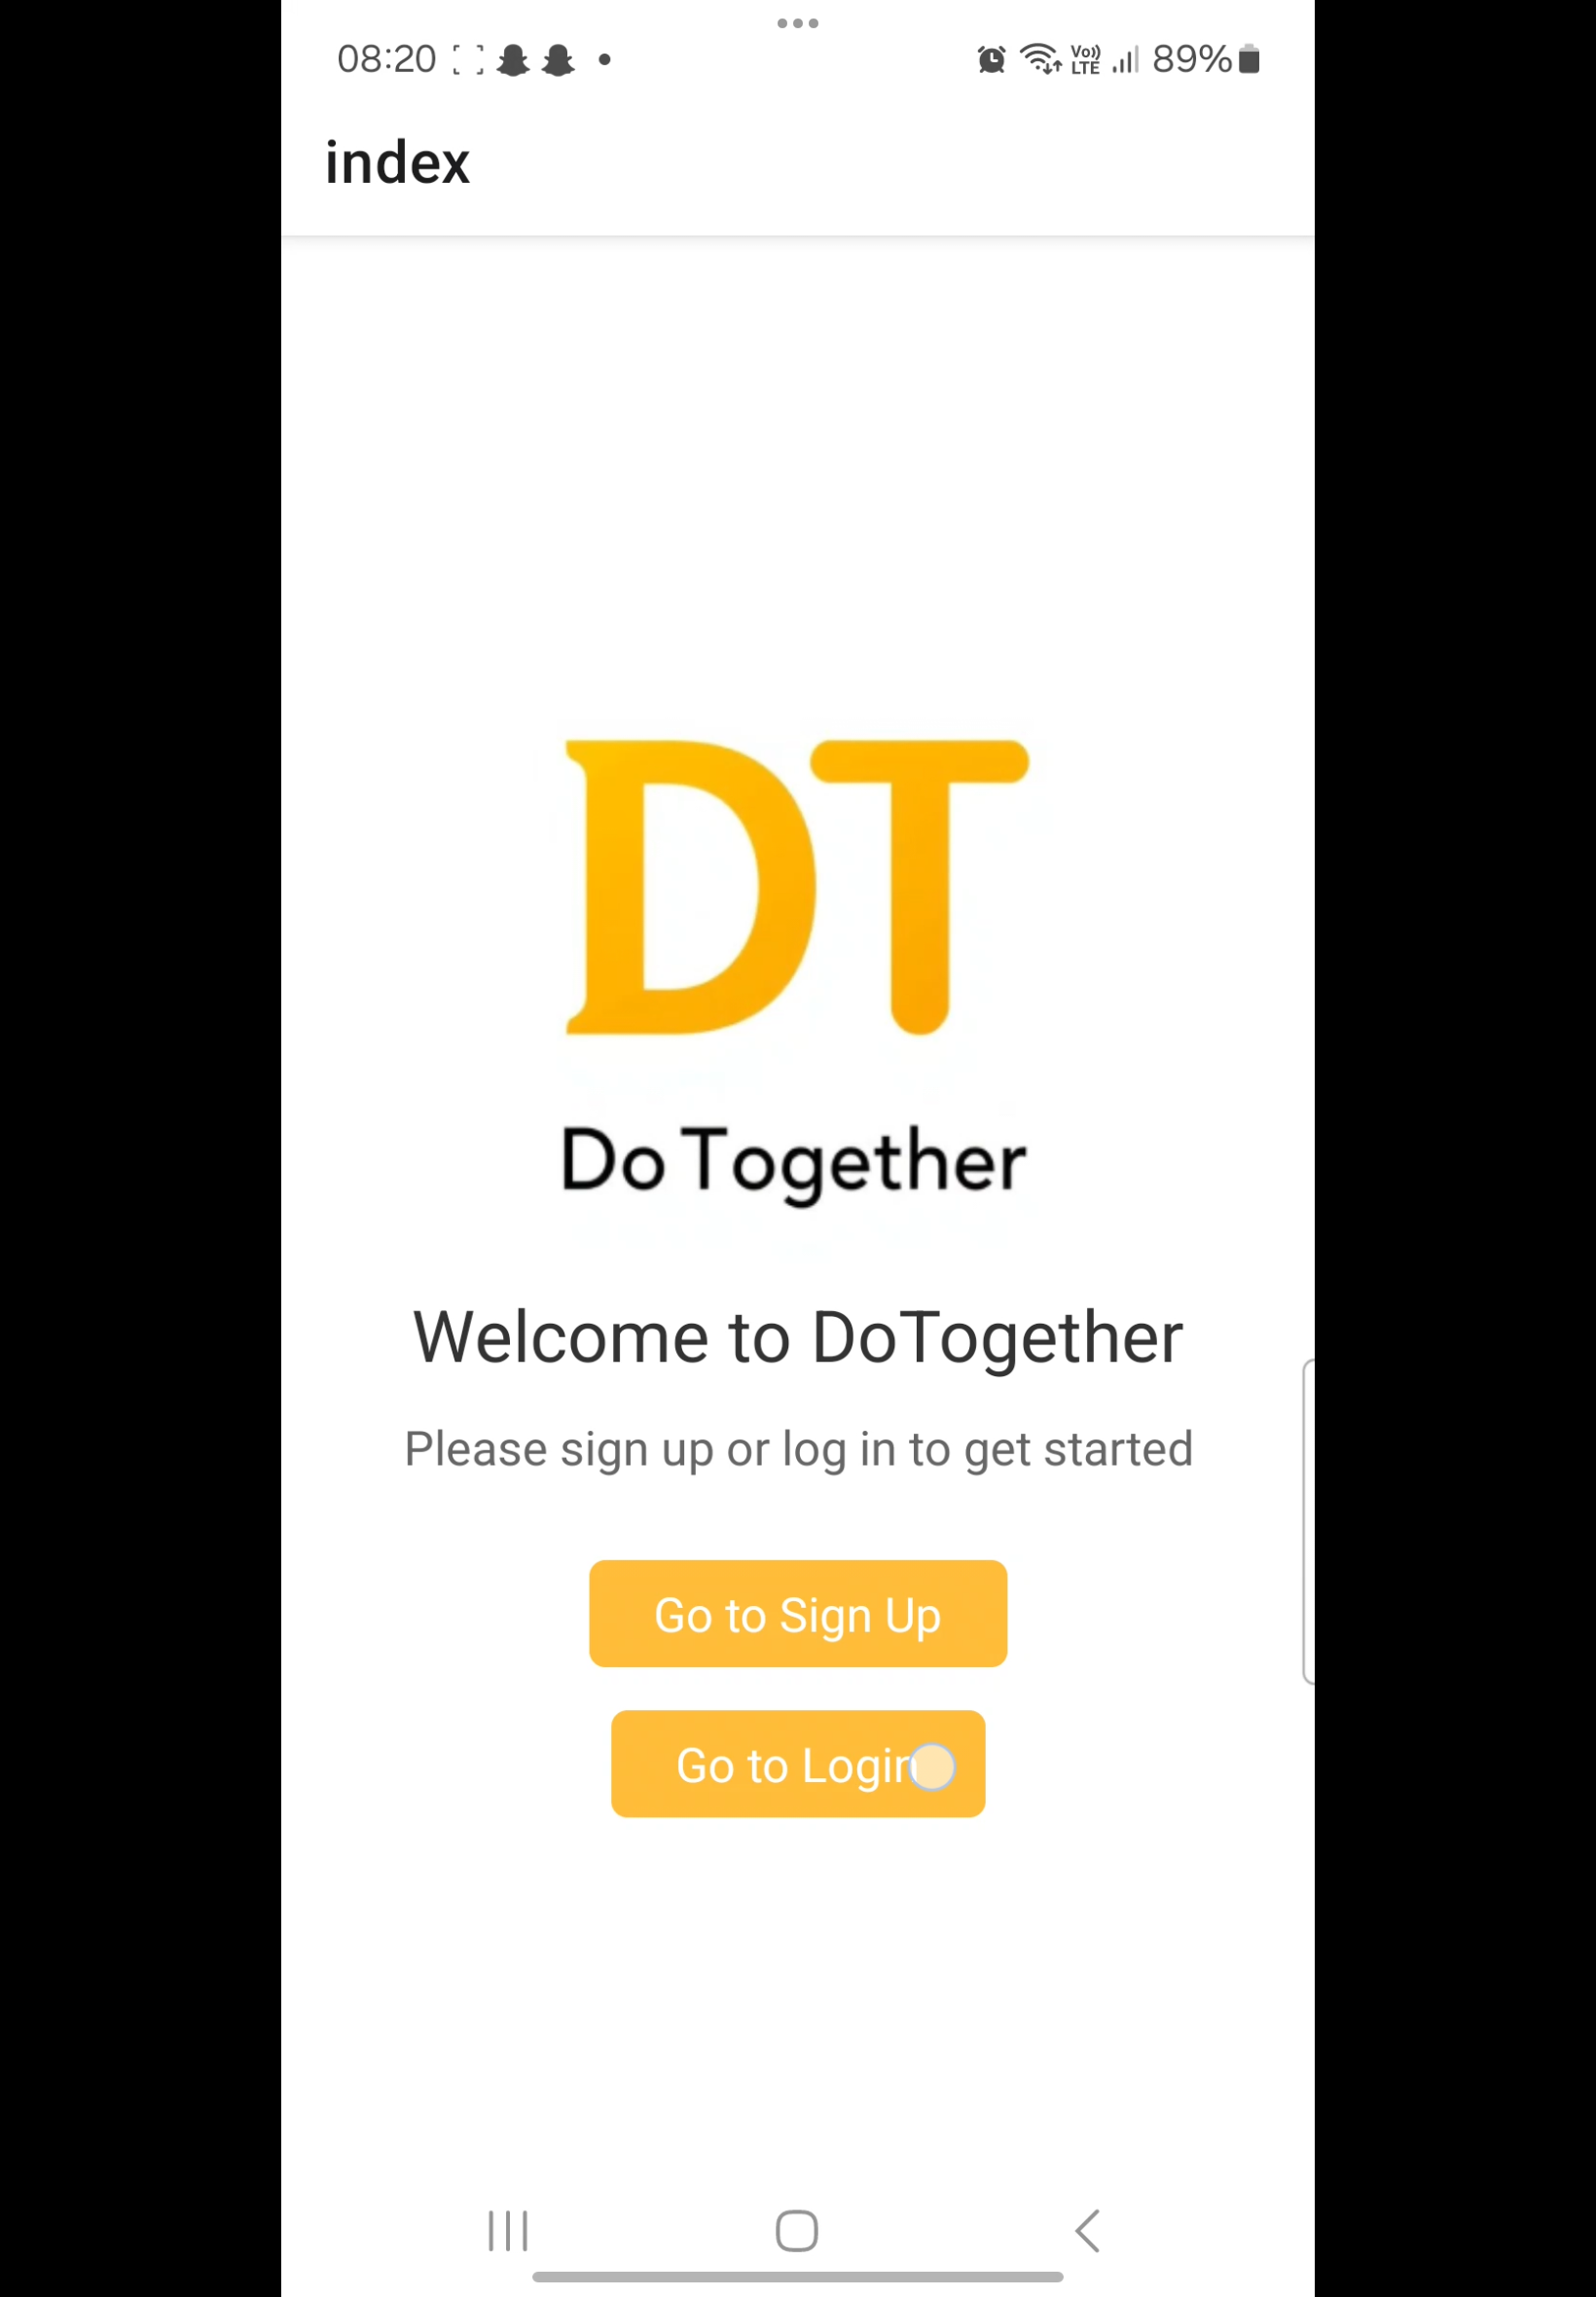 08:20 Vo)) LTE 89%
index
DT
Do Together
Welcome to DoTogether
Please sign up or log in to get started
Go to Sign Up
Go to Login